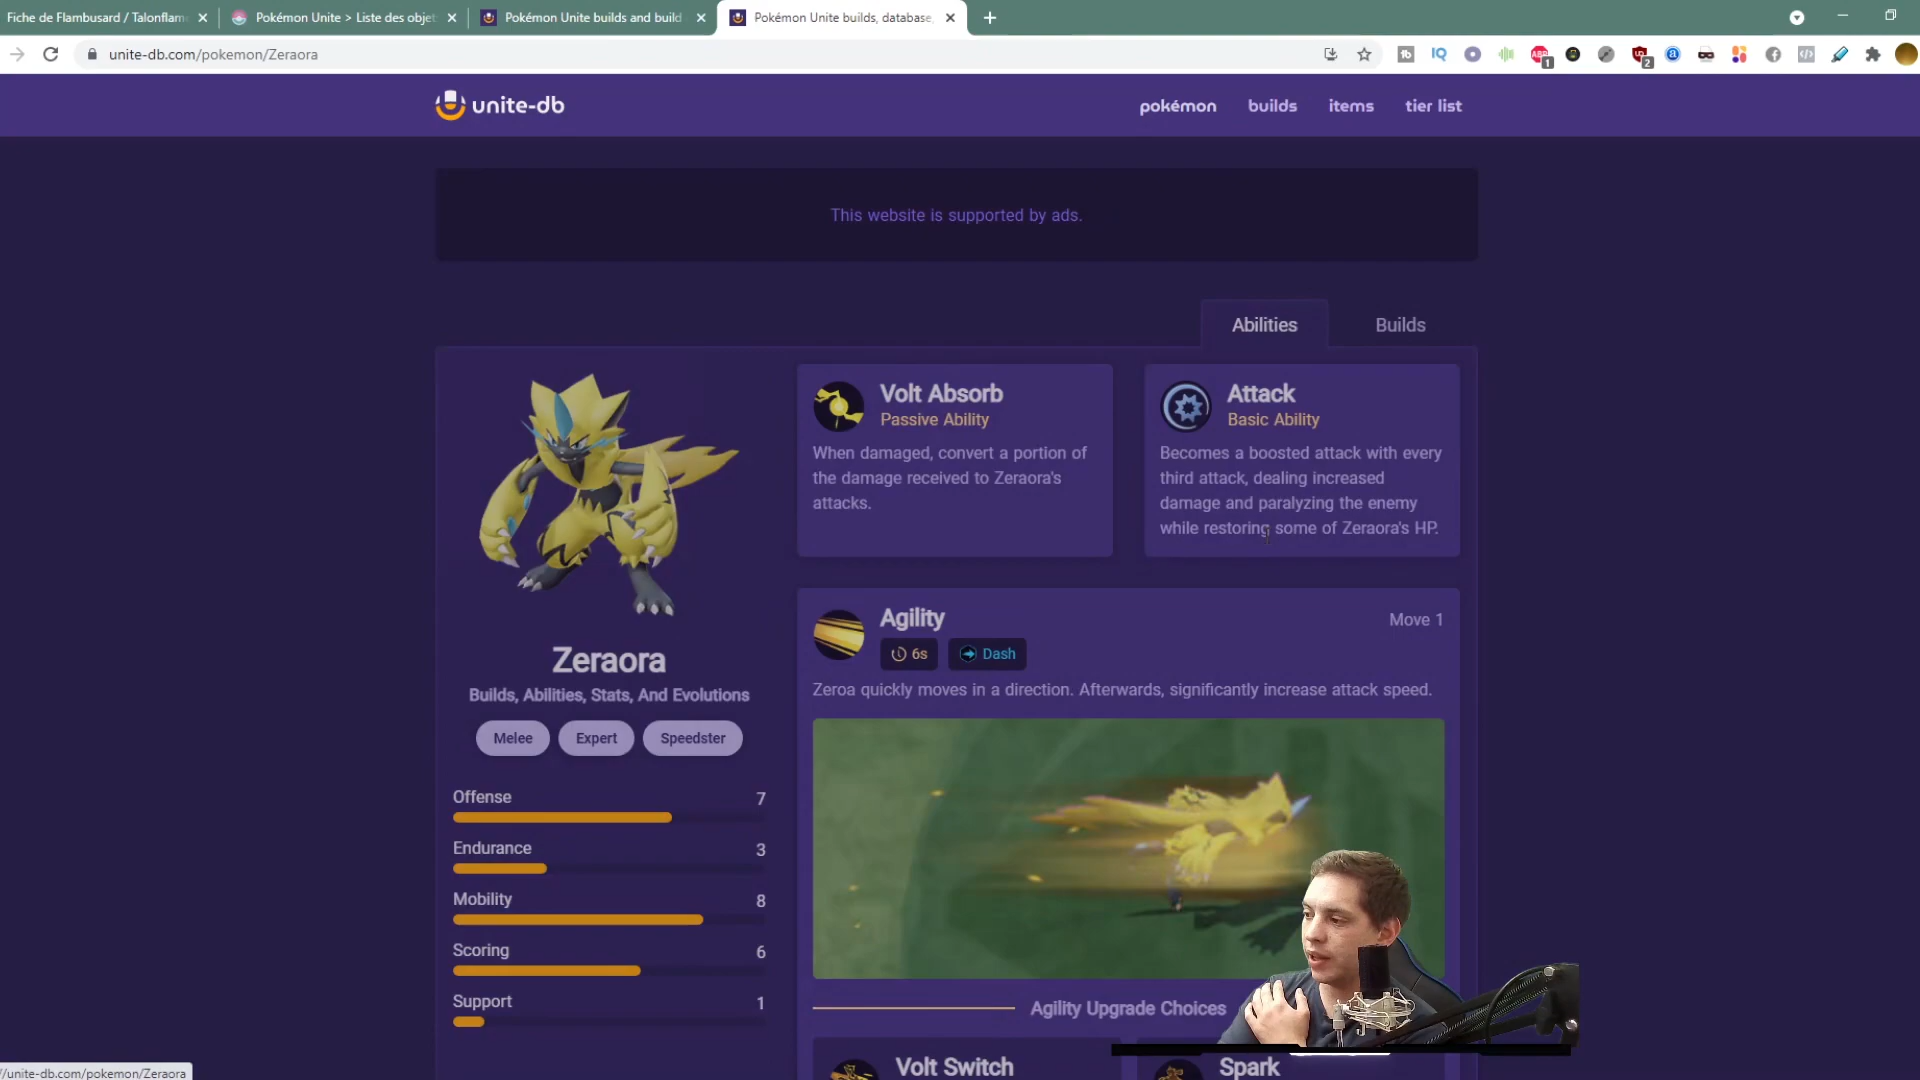 Fiche de Flambusard / Talonflame
Pokémon Unite > Liste des objet
Pokémon Unite builds and build
Pokémon Unite builds, database,
unite-db.com/pokemon/Zeraora
unite-db
pokémon
builds
items
tier list
This website is supported by ads.
Abilities
Builds
Volt Absorb
Passive Ability
When damaged, convert a portion of
the damage received to Zeraora's
attacks.
Attack
Basic Ability
Becomes a boosted attack with every
third attack, dealing increased
damage and paralyzing the enemy
while restoring some of Zeraora's HP.
Agility
Move 1
6s
Dash
Zeroa quickly moves in a direction. Afterwards, significantly increase attack speed.
Zeraora
Builds, Abilities, Stats, And Evolutions
Melee
Expert
Speedster
Offense
7
Endurance
3
Mobility
8
Scoring
6
Support
1
Agility Upgrade Choices
Volt Switch
Spark
//unite-db.com/pokemon/Zeraora